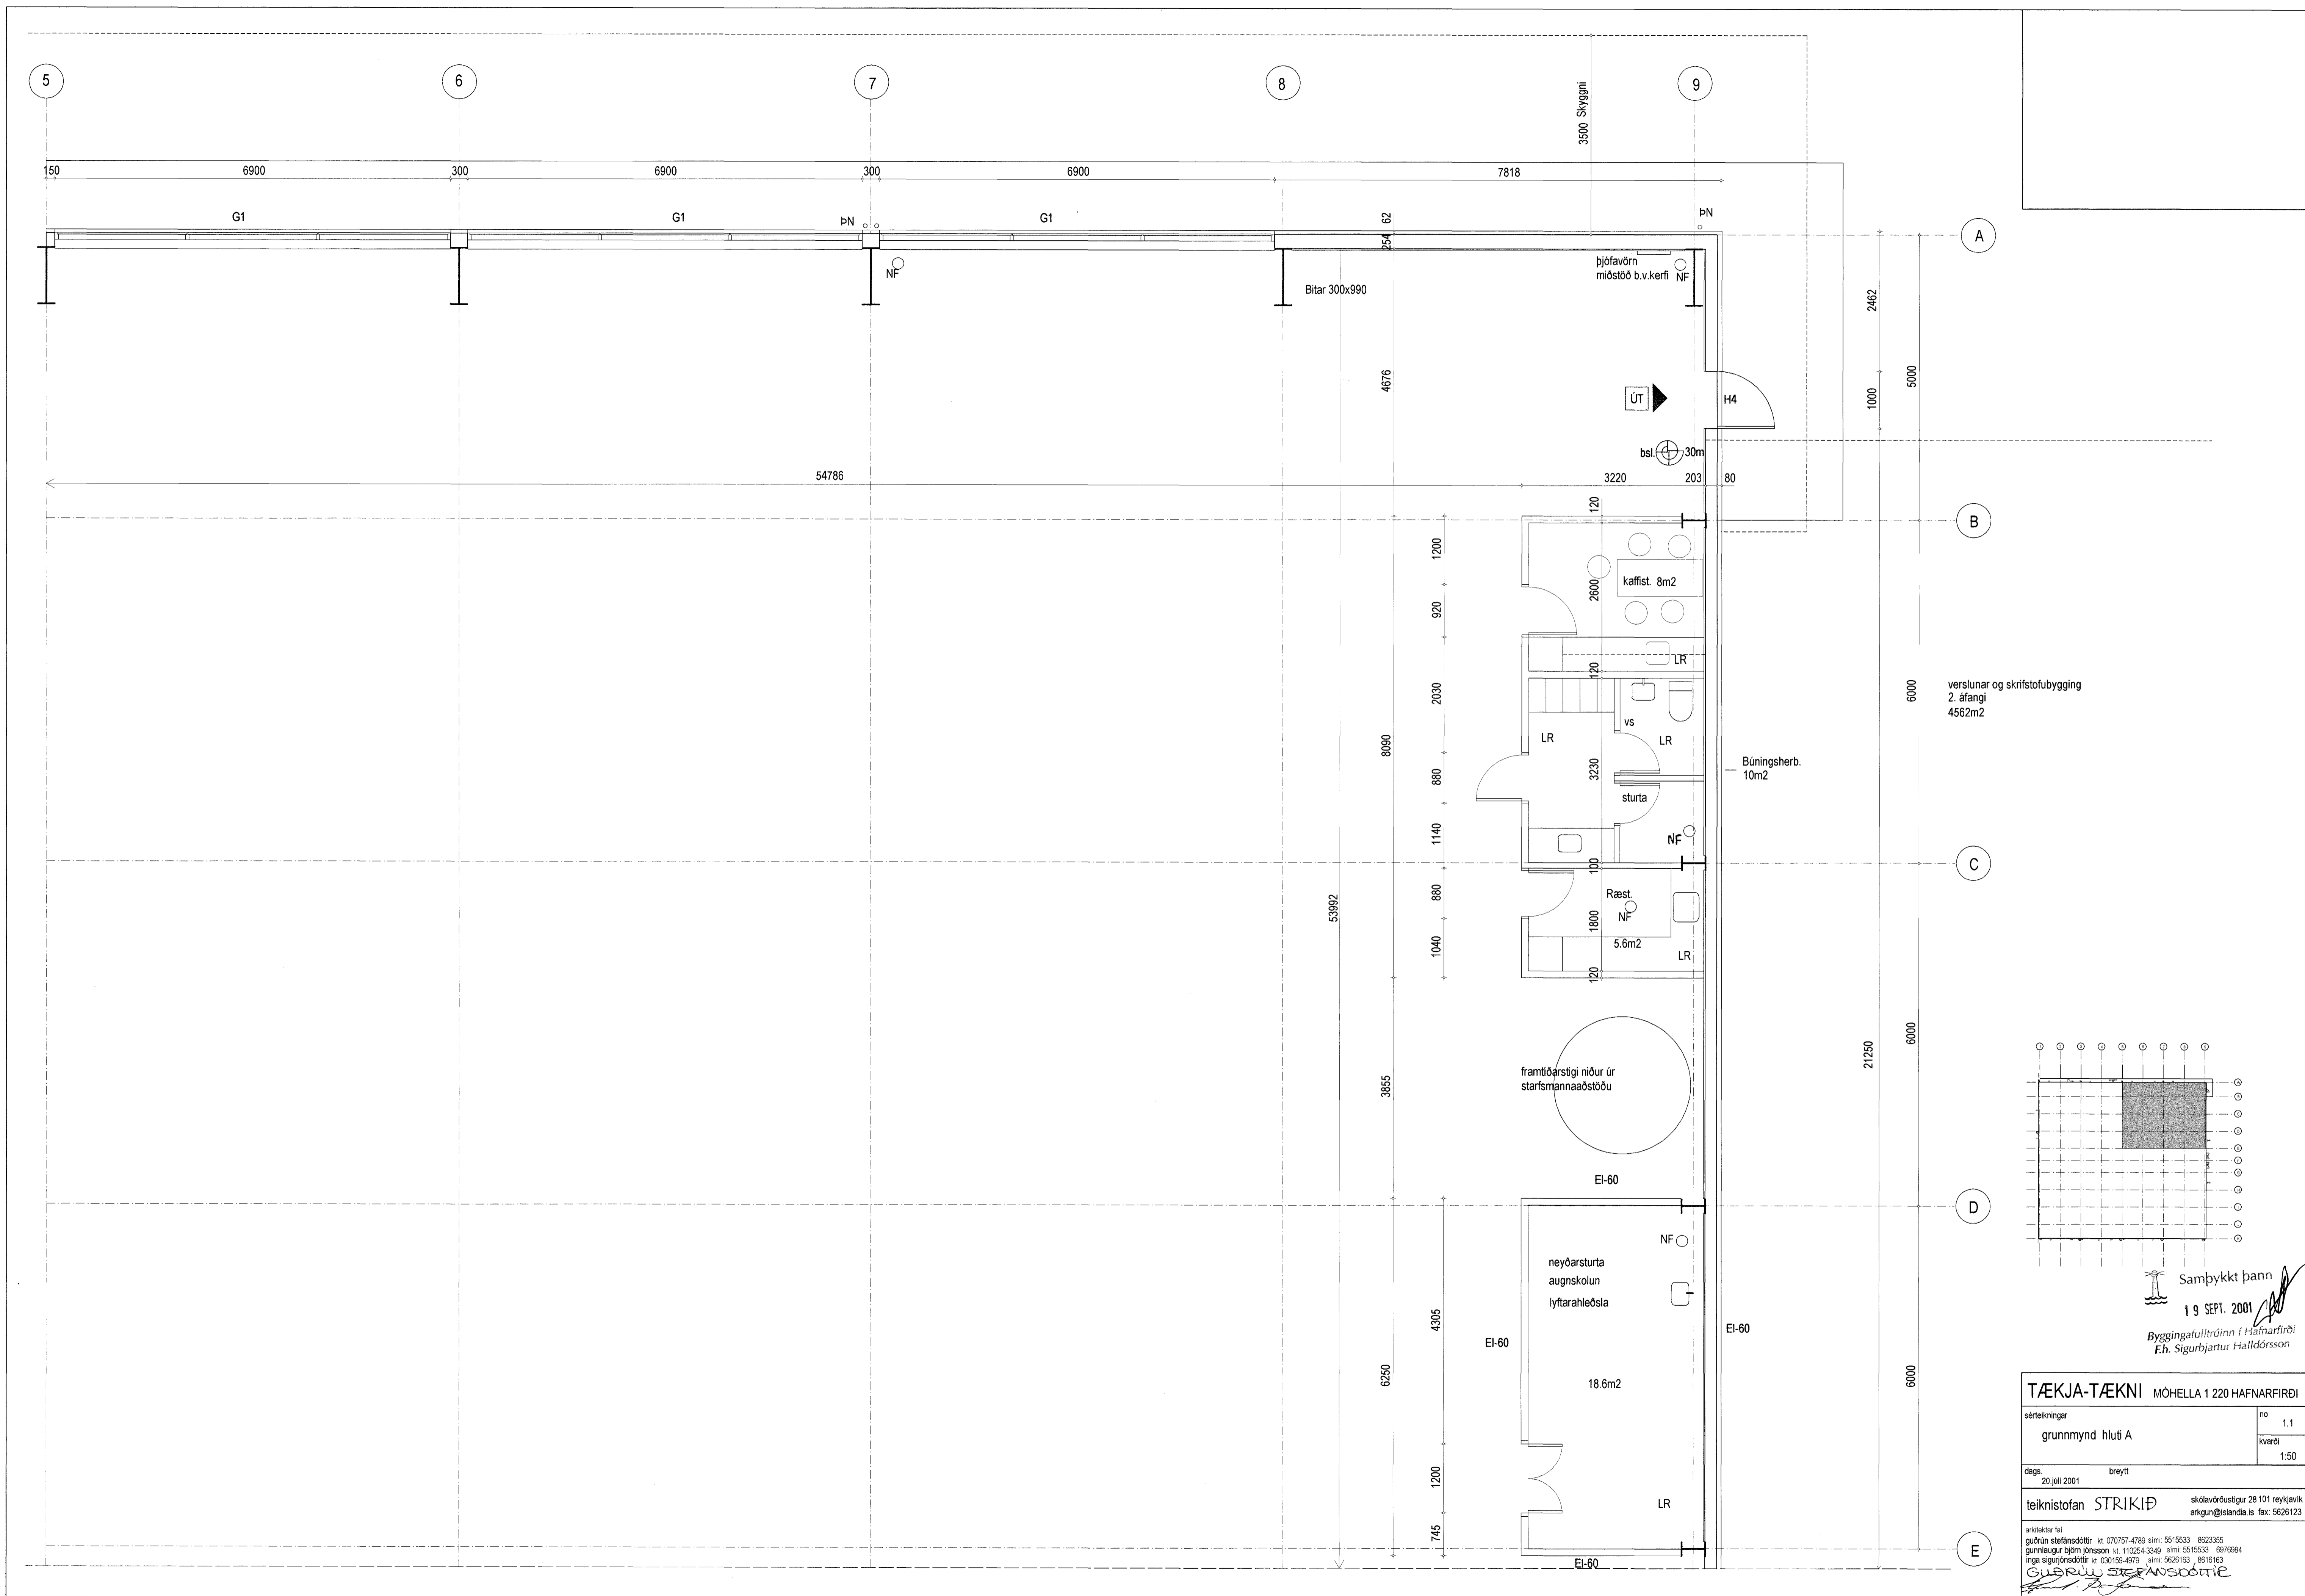 5
6
7
8
9
3500 Skyggni
150
6900
300
6900
300
6900
7818
G1
G1
ÞN
G1
62
254
ÞN
A
NF
þjófavörn
miðstöð b.v.kerfi NF
Bitar 300x990
2462
4676
5000
ÚT
H4
1000
bsl. 30m
54786
3220
203
80
120
B
1200
kaffist. 8m2
2600
920
LR
120
2030
6000
verslunar og skrifstofubygging
2. áfangi
4562m2
vs
LR
LR
8090
880
3230
Búningsherb.
10m2
sturta
1140
NF
100
C
880
Ræst.
NF
53992
1800
5.6m2
1040
LR
120
6000
21250
framtíðarstigi niður úr
starfsmannaaðstöðu
3855
EI-60
D
NF
neyðarsturta
augnskolun
lyftarahleðsla
4305
EI-60
EI-60
6250
18.6m2
6000
1200
LR
745
E
EI-60
Samþykkt þann
19 SEPT. 2001
Byggingafulltrúinn í Hafnarfirði
F.h. Sigurbjartur Halldórsson
TÆKJA-TÆKNI MÓHELLA 1 220 HAFNARFIRÐI
sérteikningar
grunnmynd hluti A
no
1.1
kvarði
1:50
dags.
20.júlí 2001
breytt
teiknistofan STRIKIÐ
skólavörðustígur 28 101 reykjavík
arkgun@islandia.is fax: 5626123
arkitektar faí
guðrún stefánsdóttir kt 070757-4789 sími: 5515533 8623355
gunnlaugur björn jónsson kt. 110254-3349 sími: 5515533 6976984
inga sigurjónsdóttir kt 030159-4979 sími: 5626163 8616163
GUÐRÚN STEFÁNSDÓTTIR